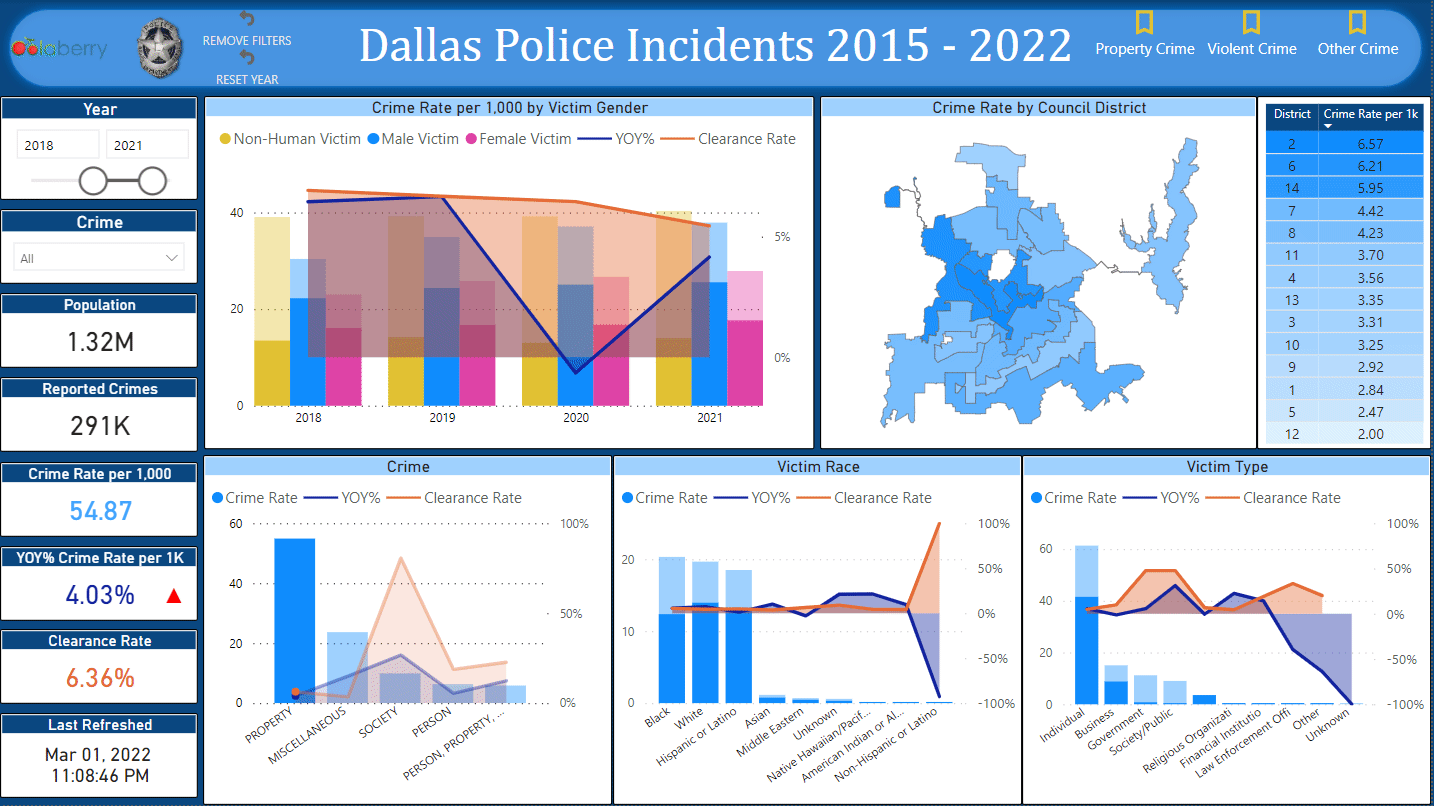 olaberry
REMOVE FILTERS
RESET YEAR
Dallas Police Incidents 2015 - 2022
Property Crime
Violent Crime
Other Crime
Year
2018
2021
Crime
All
Population
1.32M
Reported Crimes
291K
Crime Rate per 1,000
54.87
YOY% Crime Rate per 1K
4.03%
Clearance Rate
6.36%
Last Refreshed
Mar 01, 2022
11:08:46 PM
Crime Rate per 1,000 by Victim Gender
Non-Human Victim Male Victim Female Victim YOY% Clearance Rate
40
20
0
5%
0%
2018 2019 2020 2021
Crime Rate by Council District
District Crime Rate per 1k
2 6.57
6 6.21
14 5.95
7 4.42
8 4.23
11 3.70
4 3.56
13 3.35
3 3.31
10 3.25
9 2.92
1 2.84
5 2.47
12 2.00
Crime
Crime Rate YOY% Clearance Rate
60
40
20
0
100%
50%
0%
PROPERTY
MISCELLANEOUS
SOCIETY
PERSON
PERSON, PROPERTY, ...
Victim Race
Crime Rate YOY% Clearance Rate
20
10
0
100%
50%
0%
-50%
-100%
Black
White
Hispanic or Latino
Asian
Middle Eastern
Unknown
Native Hawaiian/Pacif...
American Indian or Al...
Non-Hispanic or Latino
Victim Type
Crime Rate YOY% Clearance Rate
60
40
20
0
100%
50%
0%
-50%
-100%
Individual
Business
Government
Society/Public
Religious Organizati
Financial Institutio
Law Enforcement Offi
Other
Unknown